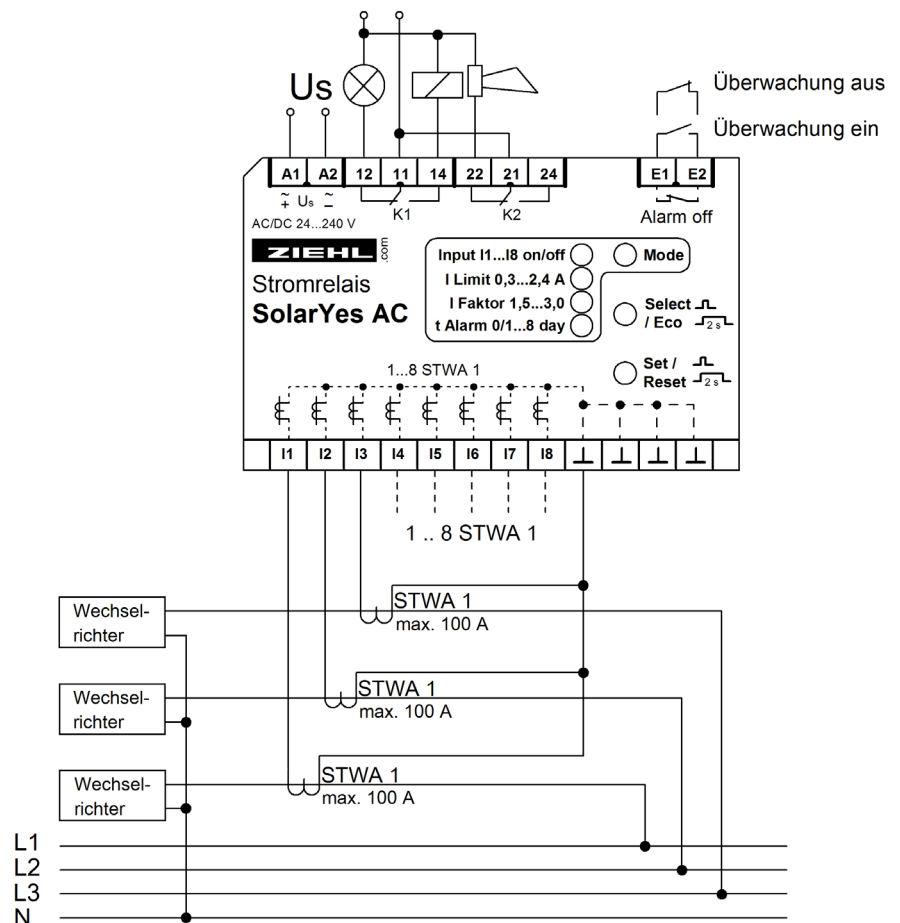 Us
Überwachung aus
Überwachung ein
A1 A2 12 11 14 22 21 24 E1 E2
~ ~
+ Us −
K1 K2
Alarm off
AC/DC 24...240 V
ZIEHL .com
Stromrelais
SolarYes AC
Input I1...I8 on/off
I Limit 0,3...2,4 A
I Faktor 1,5...3,0
t Alarm 0/1...8 day
Mode
Select
/ Eco 2 s
Set /
Reset 2 s
1...8 STWA 1
I1 I2 I3 I4 I5 I6 I7 I8
1 .. 8 STWA 1
Wechsel-
richter
STWA 1
max. 100 A
Wechsel-
richter
STWA 1
max. 100 A
Wechsel-
richter
STWA 1
max. 100 A
L1
L2
L3
N